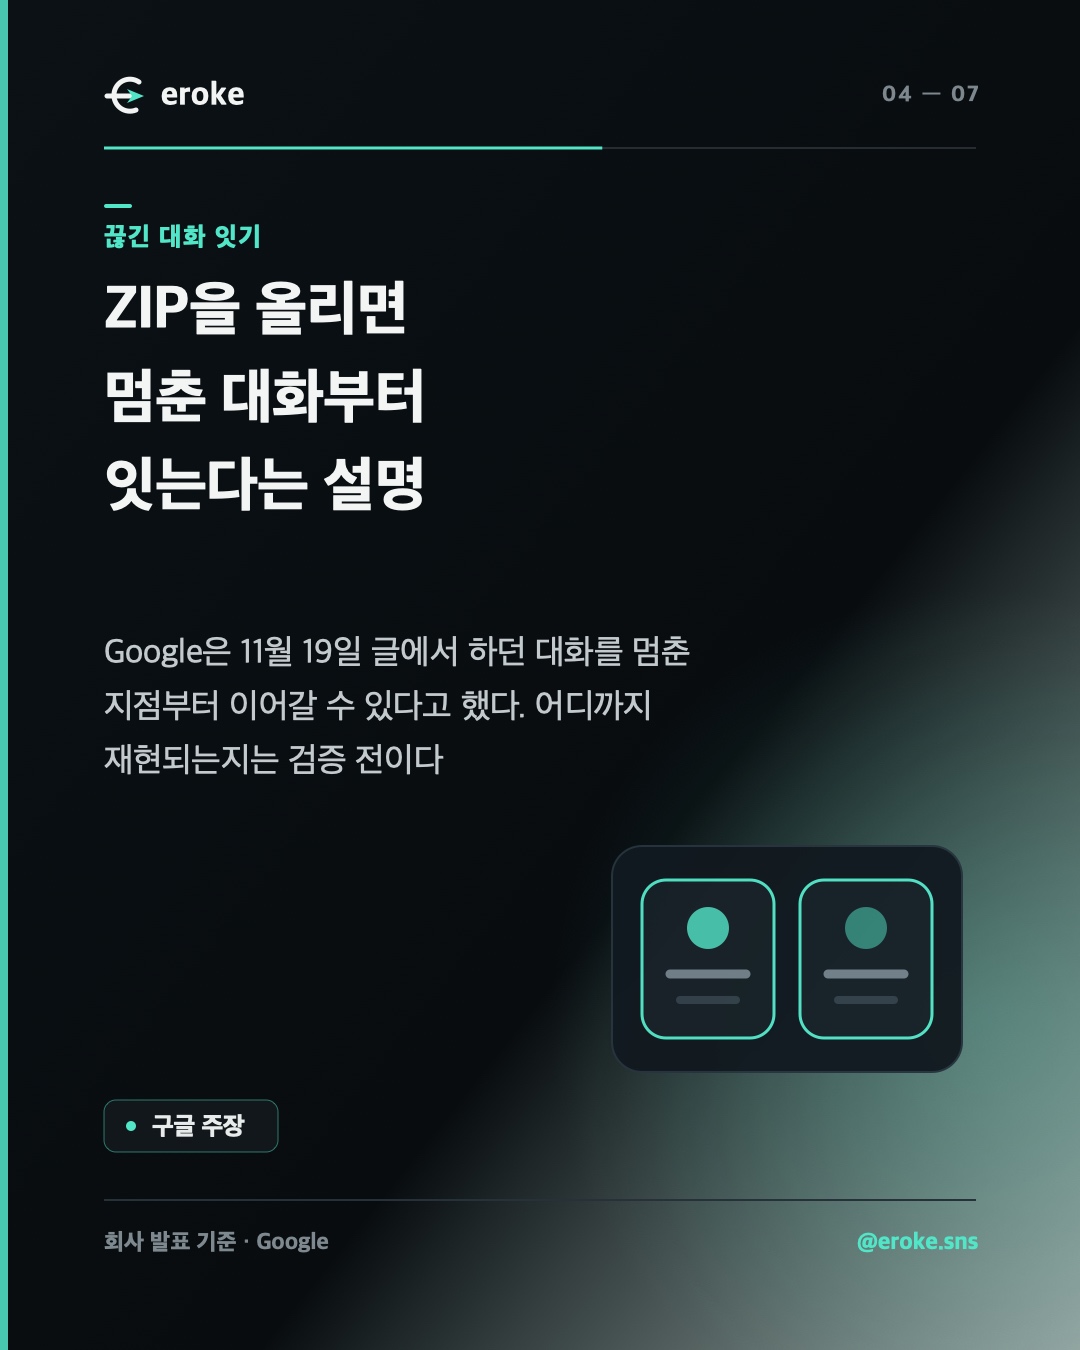 eroke
04 — 07
끊긴 대화 잇기
ZIP을 올리면
멈춘 대화부터
잇는다는 설명
Google은 11월 19일 글에서 하던 대화를 멈춘
지점부터 이어갈 수 있다고 했다. 어디까지
재현되는지는 검증 전이다
구글 주장
회사 발표 기준 · Google
@eroke.sns